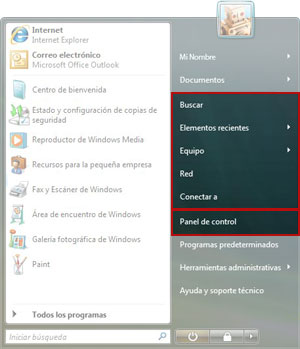 Internet
Internet Explorer
Correo electrónico
Microsoft Office Outlook
Centro de bienvenida
Estado y configuración de copias de
seguridad
Reproductor de Windows Media
Recursos para la pequeña empresa
Fax y Escáner de Windows
Área de encuentro de Windows
Galería fotográfica de Windows
Paint
Todos los programas
Iniciar búsqueda
Mi Nombre
Documentos
Buscar
Elementos recientes
Equipo
Red
Conectar a
Panel de control
Programas predeterminados
Herramientas administrativas
Ayuda y soporte técnico